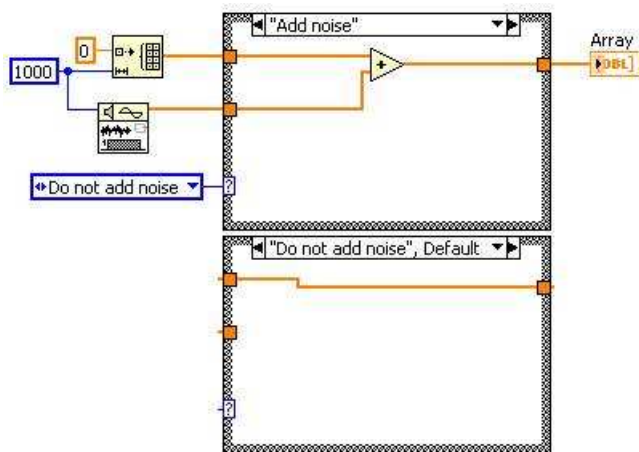 "Add noise"
0
Array
1000
DBL]
+
Do not add noise
?
"Do not add noise", Default
?